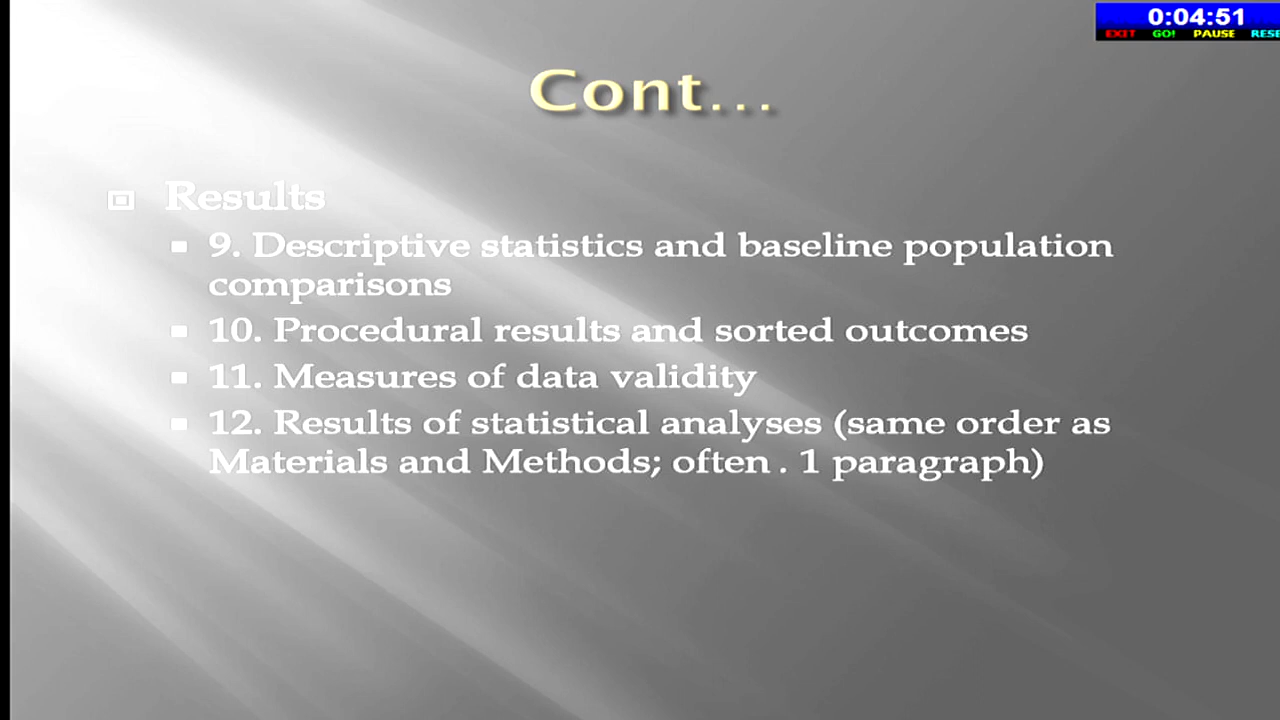 0:04:51
EXIT GO! PAUSE RESE
Cont...
Results
9. Descriptive statistics and baseline population
comparisons
10. Procedural results and sorted outcomes
11. Measures of data validity
12. Results of statistical analyses (same order as
Materials and Methods; often . 1 paragraph)